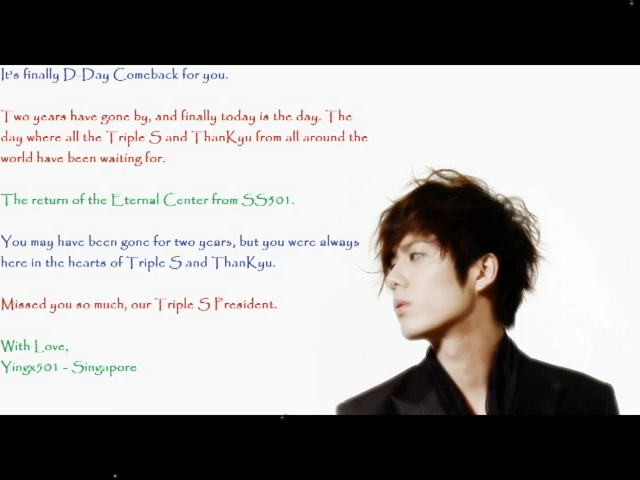 It's finally D-Day Comeback for you.
Two years have gone by, and finally today is the day. The
day where all the Triple S and ThanKyu from all around the
world have been waiting for.
The return of the Eternal Center from SS501.
You may have been gone for two years, but you were always
here in the hearts of Triple S and ThanKyu.
Missed you so much, our Triple S President.
With Love,
Yingx501 - Singapore